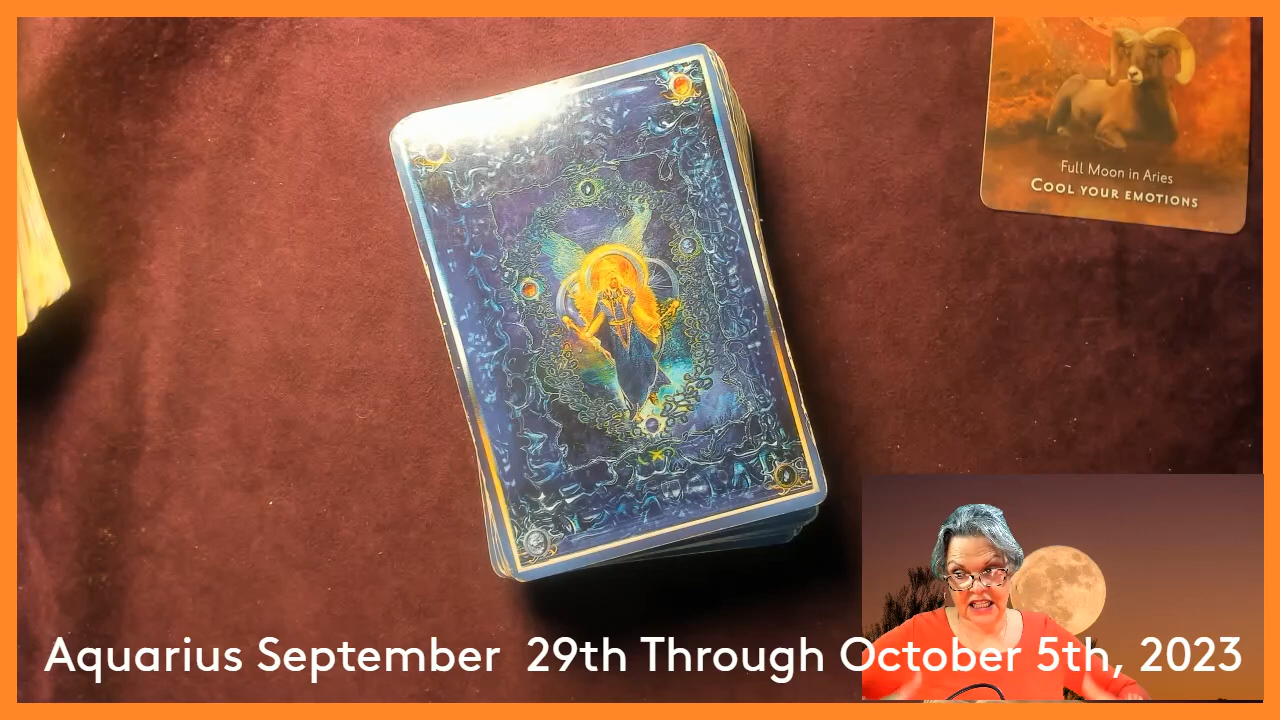 Full Moon in Aries
COOL YOUR EMOTIONS
Aquarius September 29th Through October 5th, 2023